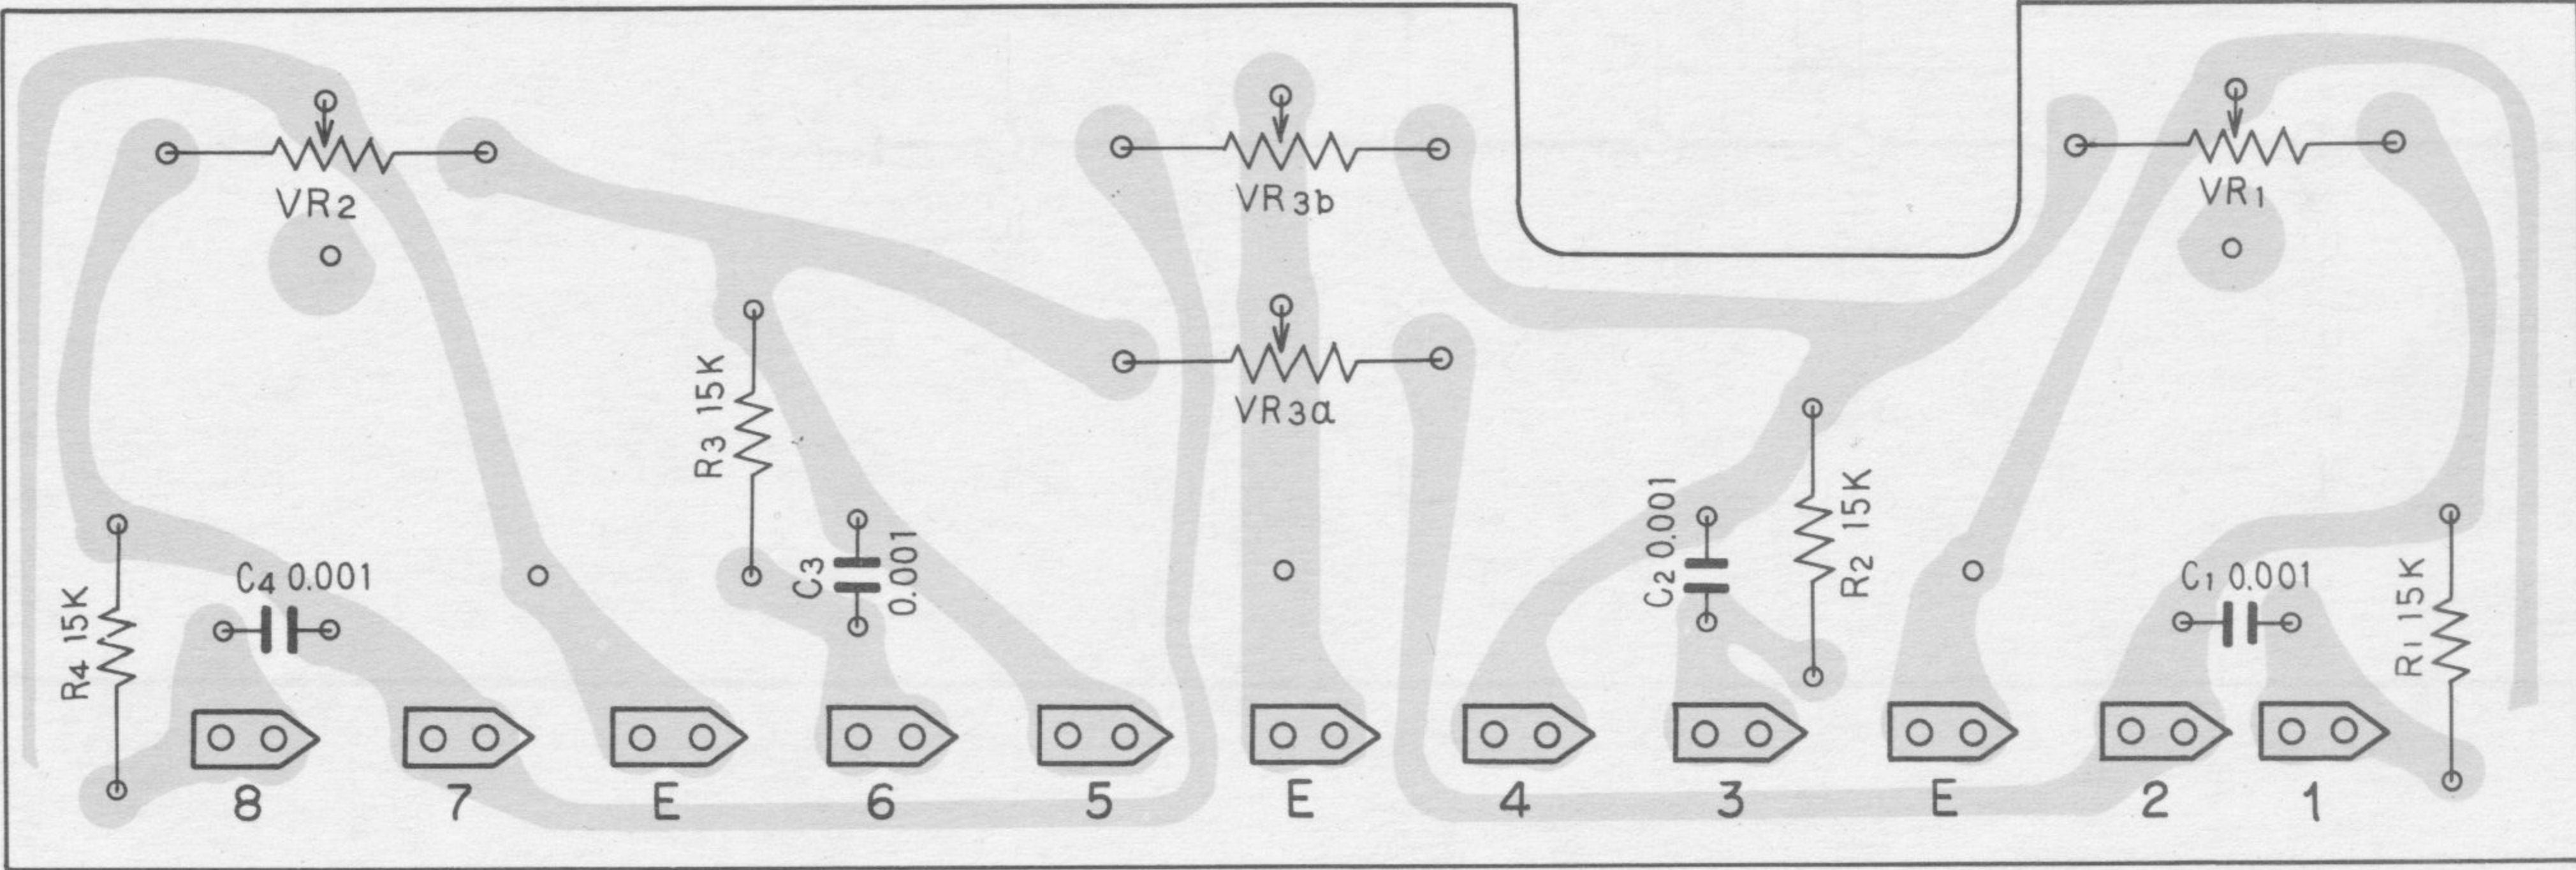 VR2
VR3b
VR1
VR3a
R3 15K
R4 15K
C4 0.001
C3 0.001
C2 0.001
R2 15K
C1 0.001
R1 15K
8 7 E 6 5 E 4 3 E 2 1